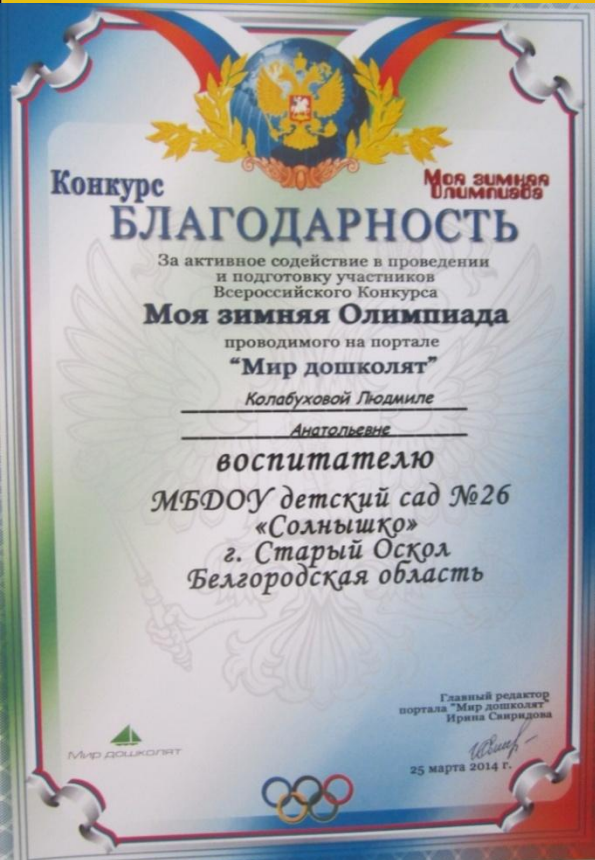 Конкурс
Моя зимняя
Олимпиада
БЛАГОДАРНОСТЬ
За активное содействие в проведении
и подготовку участников
Всероссийского Конкурса
Моя зимняя Олимпиада
проводимого на портале
“Мир дошколят”
Колабуховой Людмиле
Анатольевне
воспитателю
МБДОУ детский сад №26
«Солнышко»
г. Старый Оскол
Белгородская область
Главный редактор
портала "Мир дошколят"
Ирина Свиридова
25 марта 2014 г.
Мир дошколят